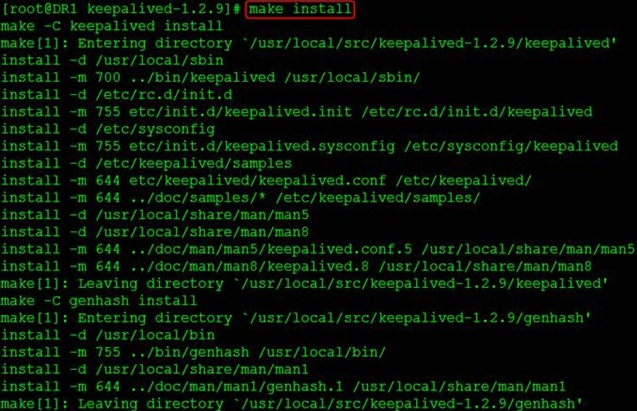 [root@DR1 keepalived-1.2.9]# make install
make -C keepalived install
make[1]: Entering directory `/usr/local/src/keepalived-1.2.9/keepalived'
install -d /usr/local/sbin
install -m 700 ../bin/keepalived /usr/local/sbin/
install -d /etc/rc.d/init.d
install -m 755 etc/init.d/keepalived.init /etc/rc.d/init.d/keepalived
install -d /etc/sysconfig
install -m 755 etc/init.d/keepalived.sysconfig /etc/sysconfig/keepalived
install -d /etc/keepalived/samples
install -m 644 etc/keepalived/keepalived.conf /etc/keepalived/
install -m 644 ../doc/samples/* /etc/keepalived/samples/
install -d /usr/local/share/man/man5
install -d /usr/local/share/man/man8
install -m 644 ../doc/man/man5/keepalived.conf.5 /usr/local/share/man/man5
install -m 644 ../doc/man/man8/keepalived.8 /usr/local/share/man/man8
make[1]: Leaving directory `/usr/local/src/keepalived-1.2.9/keepalived'
make -C genhash install
make[1]: Entering directory `/usr/local/src/keepalived-1.2.9/genhash'
install -d /usr/local/bin
install -m 755 ../bin/genhash /usr/local/bin/
install -d /usr/local/share/man/man1
install -m 644 ../doc/man/man1/genhash.1 /usr/local/share/man/man1
make[1]: Leaving directory `/usr/local/src/keepalived-1.2.9/genhash'